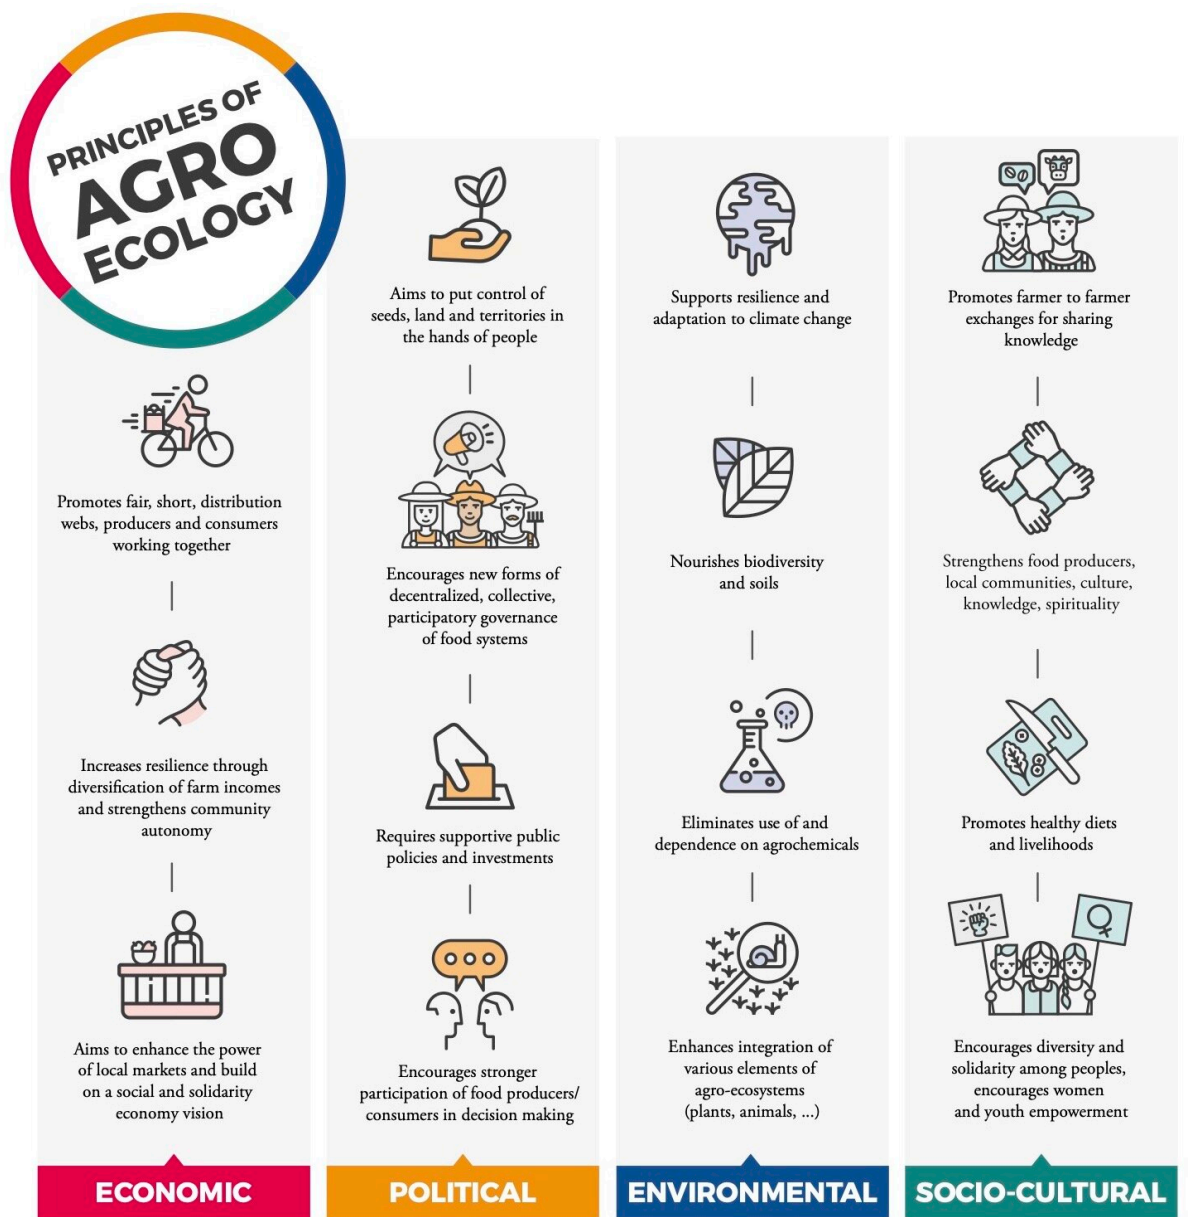 PRINCIPLES OF
AGRO
ECOLOGY
Promotes fair, short, distribution
webs, producers and consumers
working together
Increases resilience through
diversification of farm incomes
and strengthens community
autonomy
Aims to enhance the power
of local markets and build
on a social and solidarity
economy vision
ECONOMIC
Aims to put control of
seeds, land and territories in
the hands of people
Encourages new forms of
decentralized, collective,
participatory governance
of food systems
Requires supportive public
policies and investments
Encourages stronger
participation of food producers/
consumers in decision making
POLITICAL
Supports resilience and
adaptation to climate change
Nourishes biodiversity
and soils
Eliminates use of and
dependence on agrochemicals
Enhances integration of
various elements of
agro-ecosystems
(plants, animals, ...)
ENVIRONMENTAL
Promotes farmer to farmer
exchanges for sharing
knowledge
Strengthens food producers,
local communities, culture,
knowledge, spirituality
Promotes healthy diets
and livelihoods
Encourages diversity and
solidarity among peoples,
encourages women
and youth empowerment
SOCIO-CULTURAL